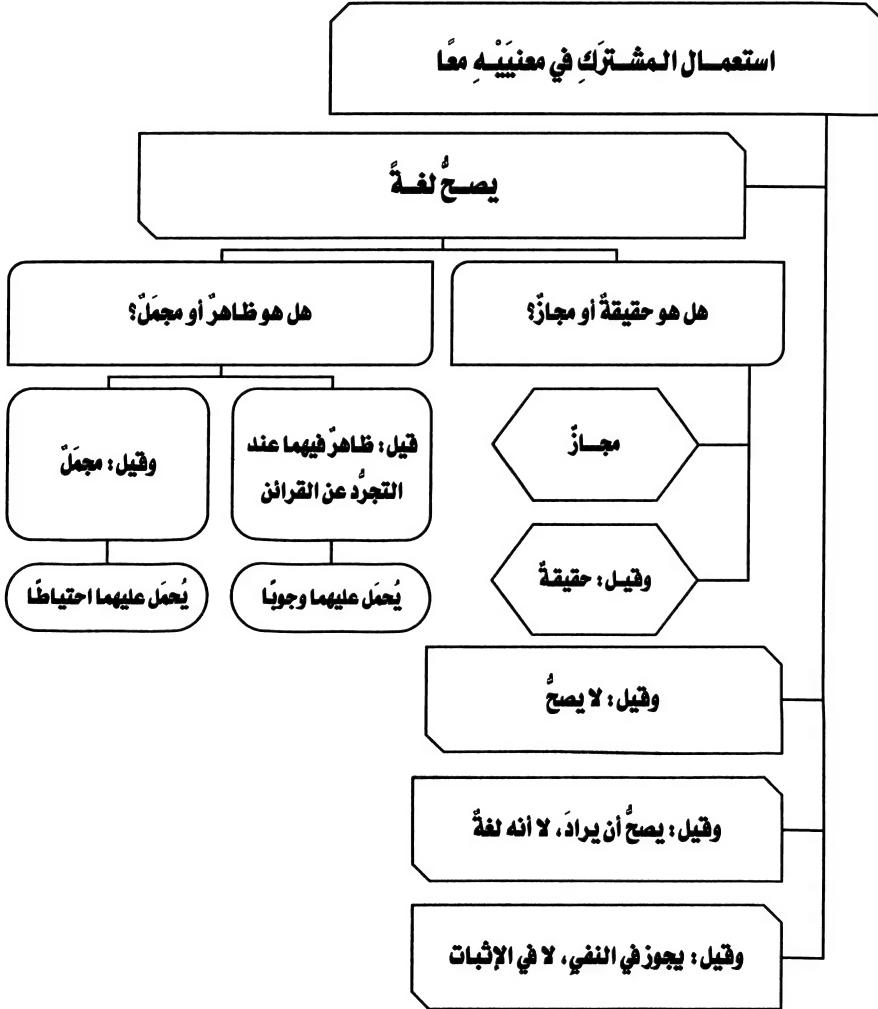 استعمال المشترَكِ في معنيَيْهِ معًا
يصحُّ لغةً
هل هو حقيقةٌ أو مجازٌ؟
هل هو ظاهرٌ أو مجمَلٌ؟
مجازٌ
وقيل: حقيقةٌ
قيل: ظاهرٌ فيهما عند
التجرُّد عن القرائن
وقيل: مجمَلٌ
يُحمَل عليهما وجوبًا
يُحمَل عليهما احتياطًا
وقيل: لا يصحُّ
وقيل: يصحُّ أن يرادَ، لا أنه لغةٌ
وقيل: يجوز في النفيِ، لا في الإثبات